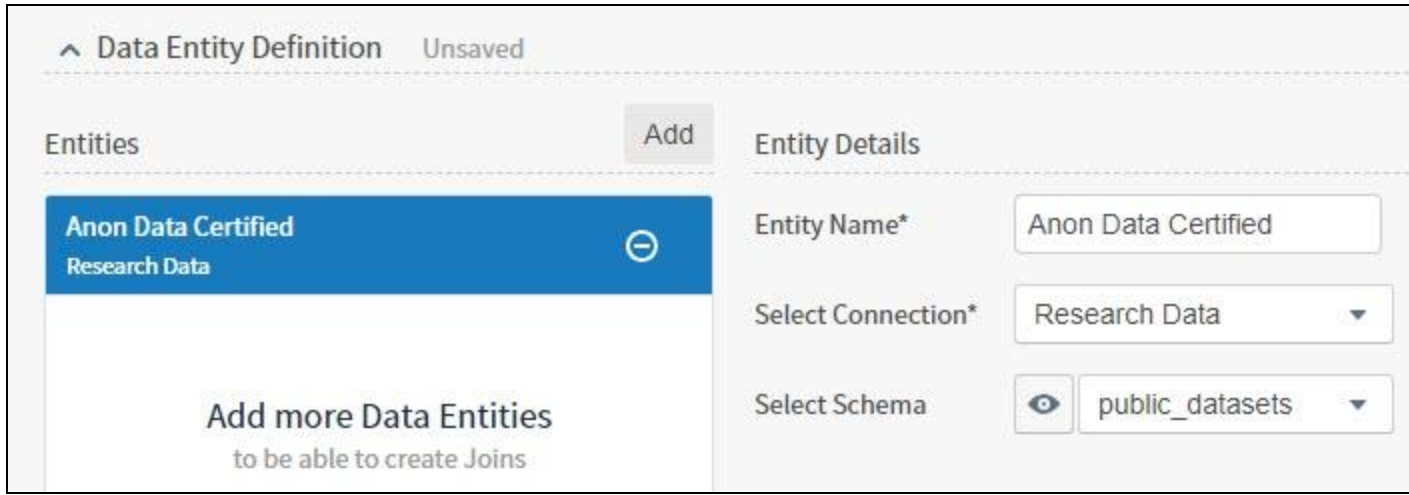 Data Entity Definition Unsaved
Entities Add
Anon Data Certified
Research Data
Add more Data Entities
to be able to create Joins
Entity Details
Entity Name* Anon Data Certified
Select Connection* Research Data
Select Schema public_datasets